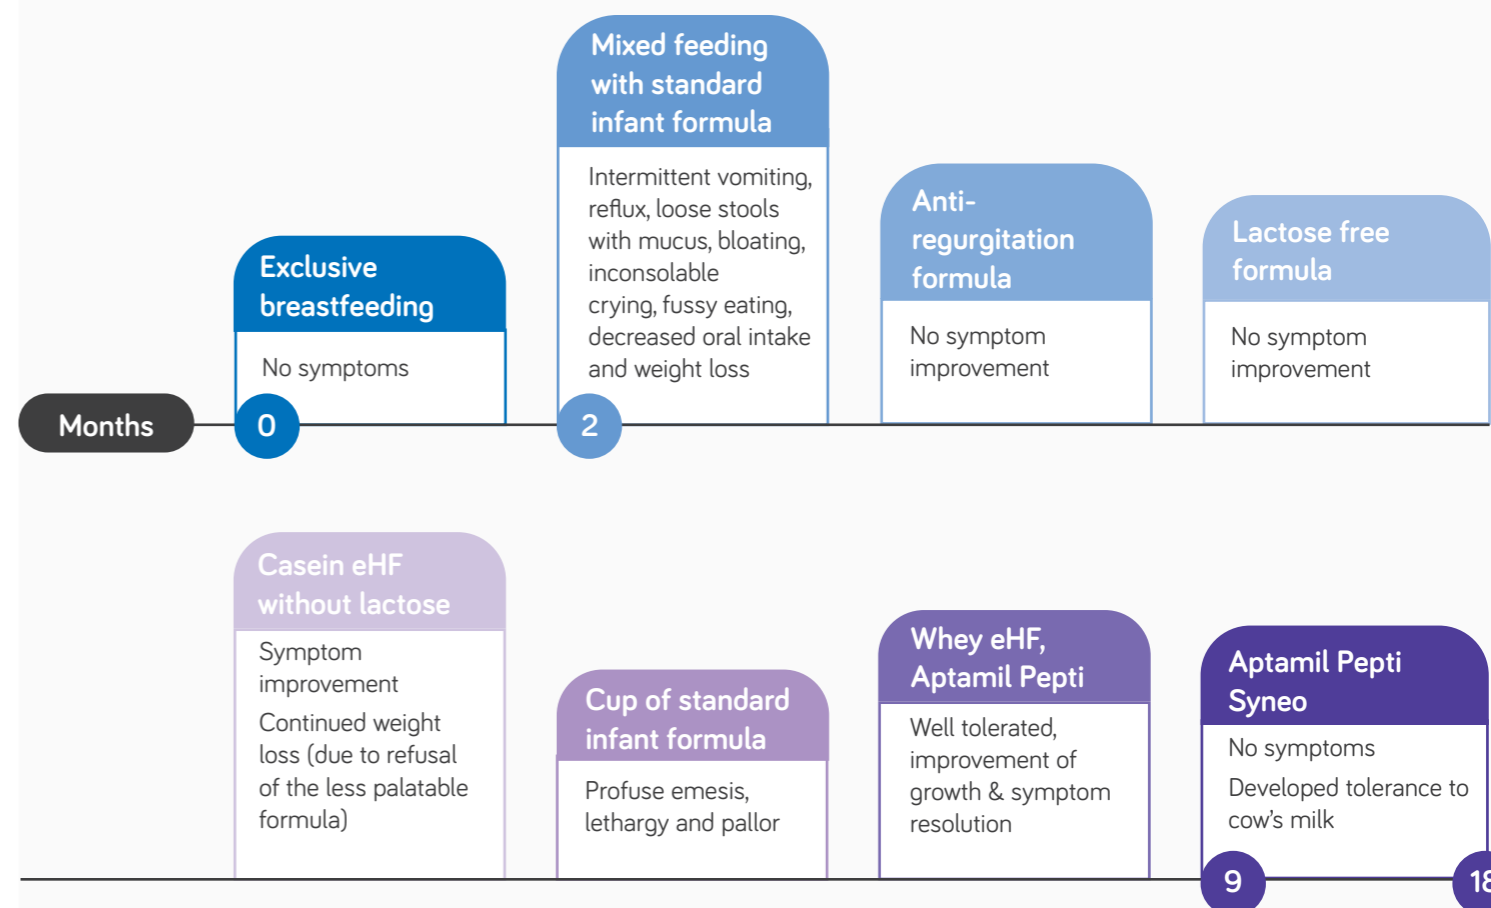 Mixed feeding
with standard
infant formula
Intermittent vomiting,
reflux, loose stools
with mucus, bloating,
inconsolable
crying, fussy eating,
decreased oral intake
and weight loss
Anti-
regurgitation
formula
No symptom
improvement
Lactose free
formula
No symptom
improvement
Exclusive
breastfeeding
No symptoms
Months
0
2
Casein eHF
without lactose
Symptom
improvement
Continued weight
loss (due to refusal
of the less palatable
formula)
Cup of standard
infant formula
Profuse emesis,
lethargy and pallor
Whey eHF,
Aptamil Pepti
Well tolerated,
improvement of
growth & symptom
resolution
Aptamil Pepti
Syneo
No symptoms
Developed tolerance to
cow's milk
9
18